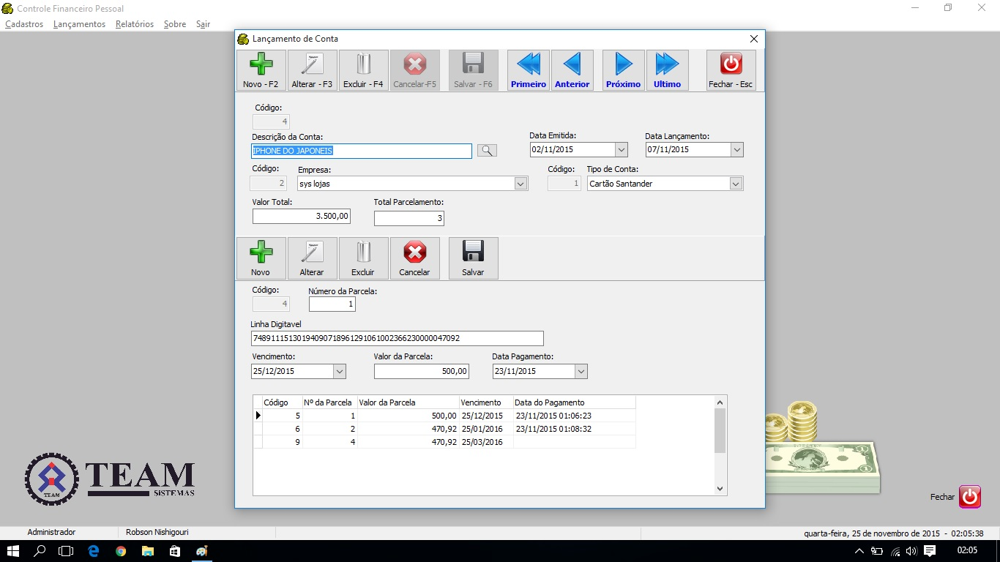 Controle Financeiro Pessoal
Cadastros Lançamentos Relatórios Sobre Sair
Lançamento de Conta
Novo - F2 Alterar - F3 Excluir - F4 Cancelar-F5 Salvar - F6 Primeiro Anterior Próximo Ultimo Fechar - Esc
Código:
4
Descrição da Conta: Data Emitida: Data Lançamento:
IPHONE DO JAPONEIS 02/11/2015 07/11/2015
Código: Empresa: Código: Tipo de Conta:
2 sys lojas 1 Cartão Santander
Valor Total: Total Parcelamento:
3.500,00 3
Novo Alterar Excluir Cancelar Salvar
Código: Número da Parcela:
4 1
Linha Digitavel
74891115130194090718961291061002366230000047092
Vencimento: Valor da Parcela: Data Pagamento:
25/12/2015 500,00 23/11/2015
Código Nº da Parcela Valor da Parcela Vencimento Data do Pagamento
5 1 500,00 25/12/2015 23/11/2015 01:06:23
6 2 470,92 25/01/2016 23/11/2015 01:08:32
9 4 470,92 25/03/2016
TEAM
TEAM
SISTEMAS
Fechar
Administrador Robson Nishigouri quarta-feira, 25 de novembro de 2015 - 02:05:38
02:05